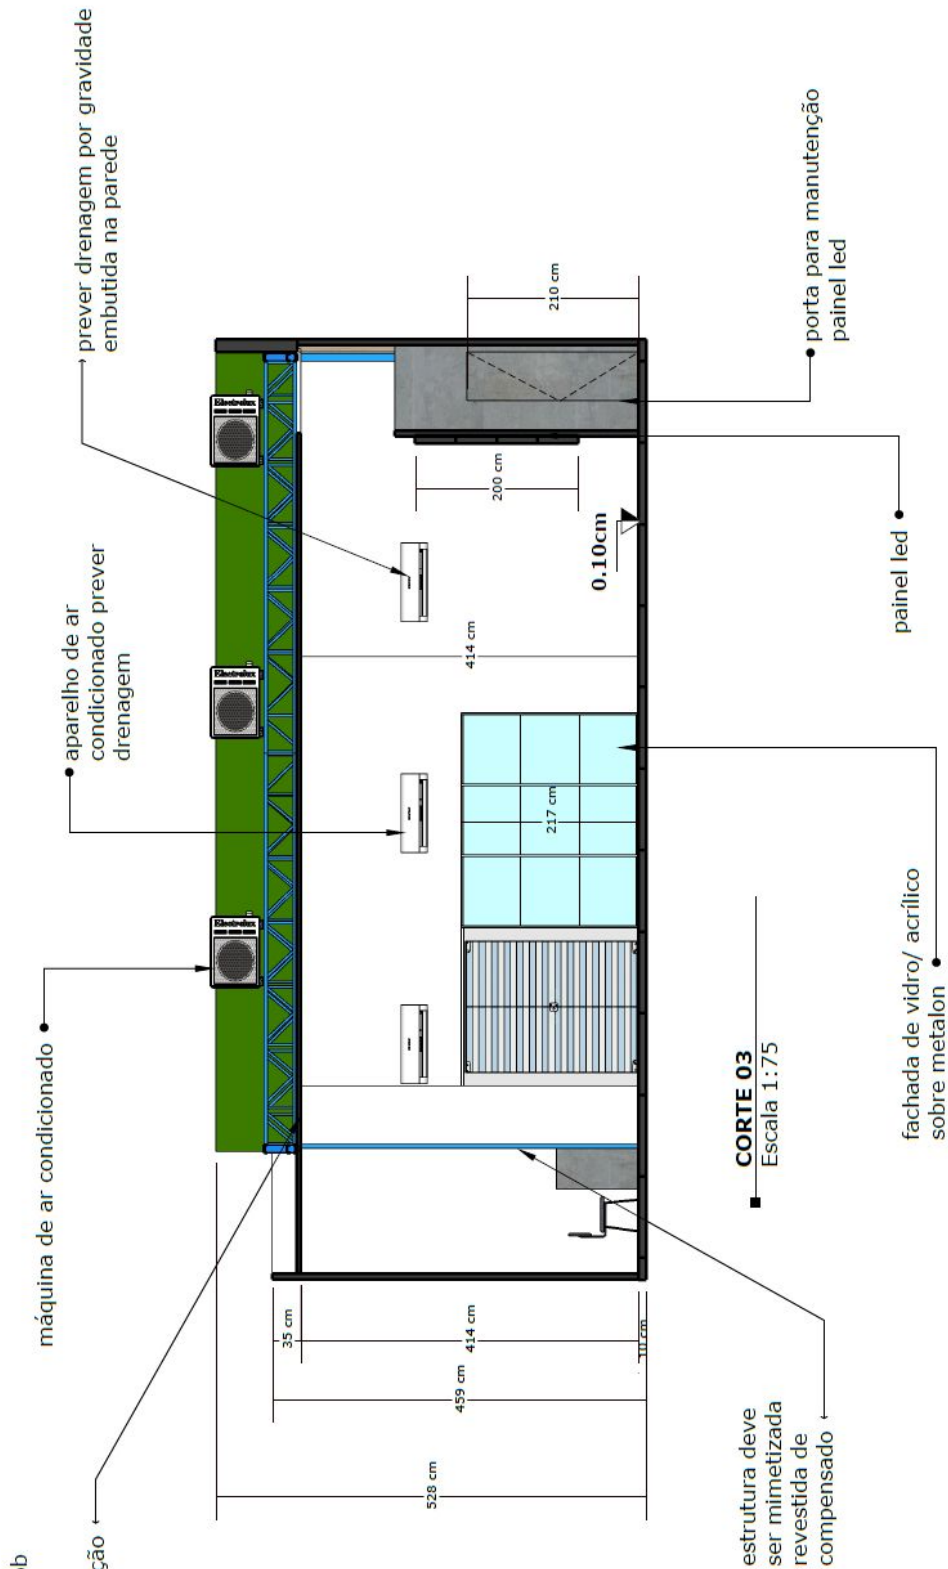 ob
ção
máquina de ar condicionado
aparelho de ar
condicionado prever
drenagem
prever drenagem por gravidade
embutida na parede
Electrolux
Electrolux
Electrolux
528 cm
459 cm
35 cm
414 cm
10 cm
414 cm
217 cm
200 cm
210 cm
0.10cm
estrutura deve
ser mimetizada
revestida de
compensado
CORTE 03
Escala 1:75
fachada de vidro/ acrílico
sobre metalon
painel led
porta para manutenção
painel led